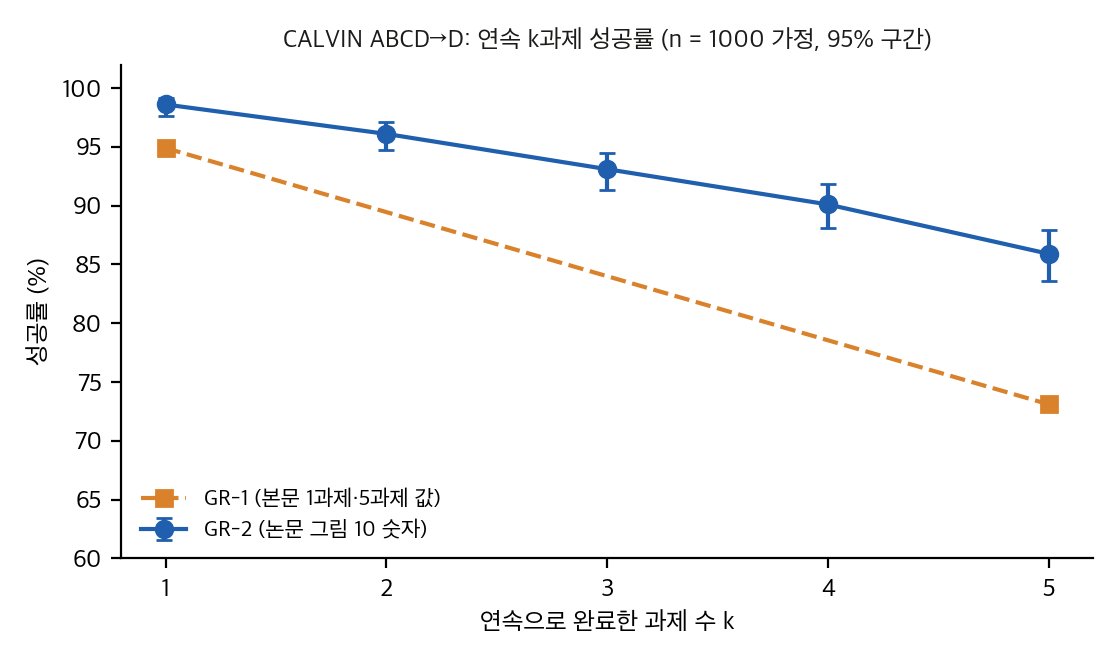 CALVIN ABCD→D: 연속 k과제 성공률 (n = 1000 가정, 95% 구간)
성공률 (%)
100
95
90
85
80
75
70
65
60
GR-1 (본문 1과제·5과제 값)
GR-2 (논문 그림 10 숫자)
1 2 3 4 5
연속으로 완료한 과제 수 k